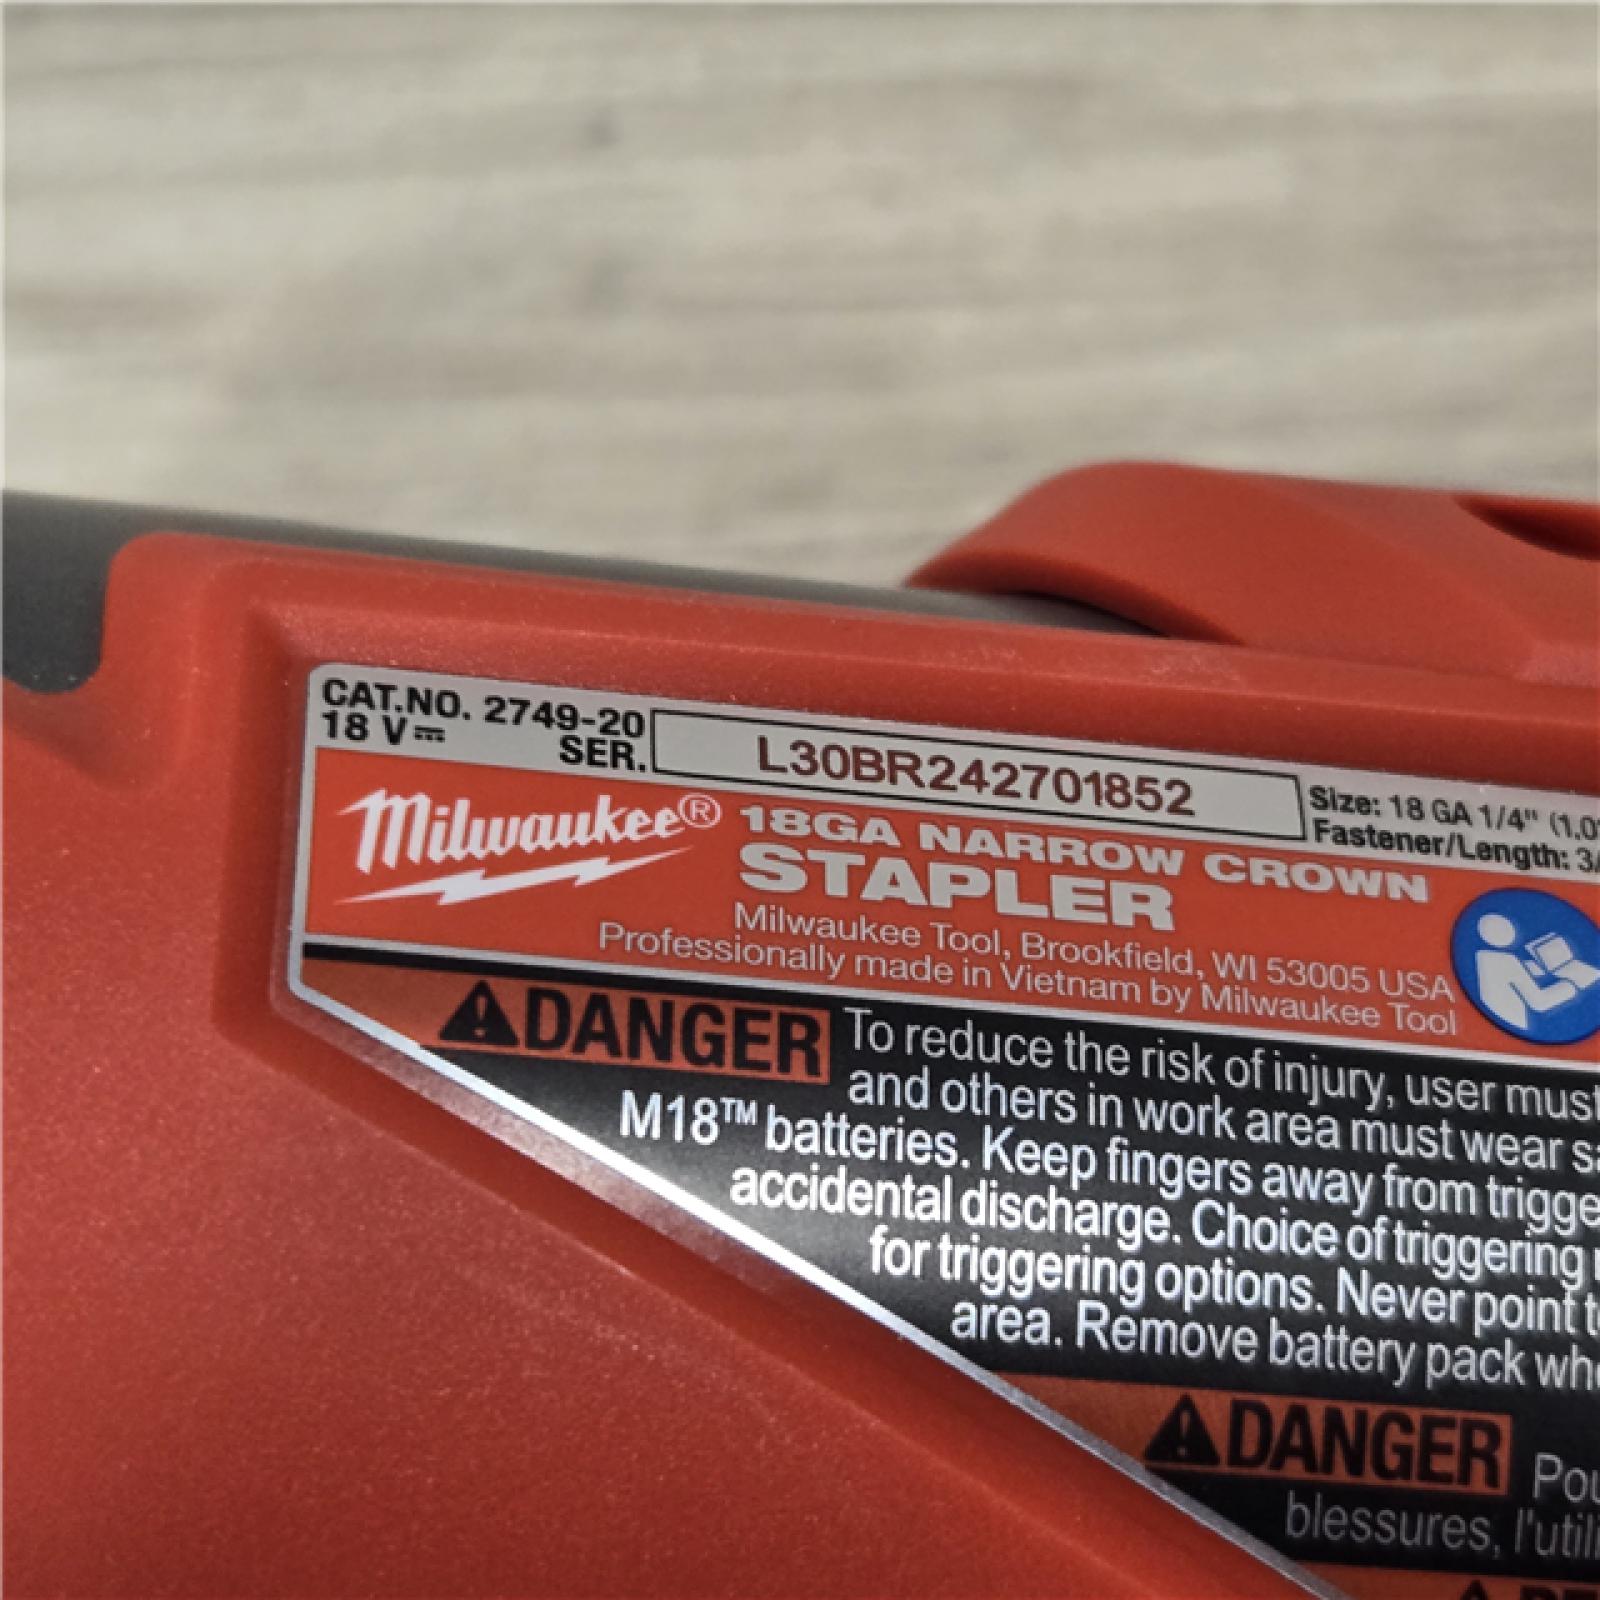 CAT.NO. 2749-20
18 V
SER.
L30BR242701852
Size: 18 GA 1/4"
Fastener/Length:
Milwaukee®
18GA NARROW CROWN
STAPLER
Milwaukee Tool, Brookfield, WI 53005 USA
Professionally made in Vietnam by Milwaukee Tool
DANGER
To reduce the risk of injury, user must
and others in work area must wear
M18™ batteries. Keep fingers away from
accidental discharge. Choice of triggering
for triggering options. Never point
area. Remove battery pack
DANGER
blessures,